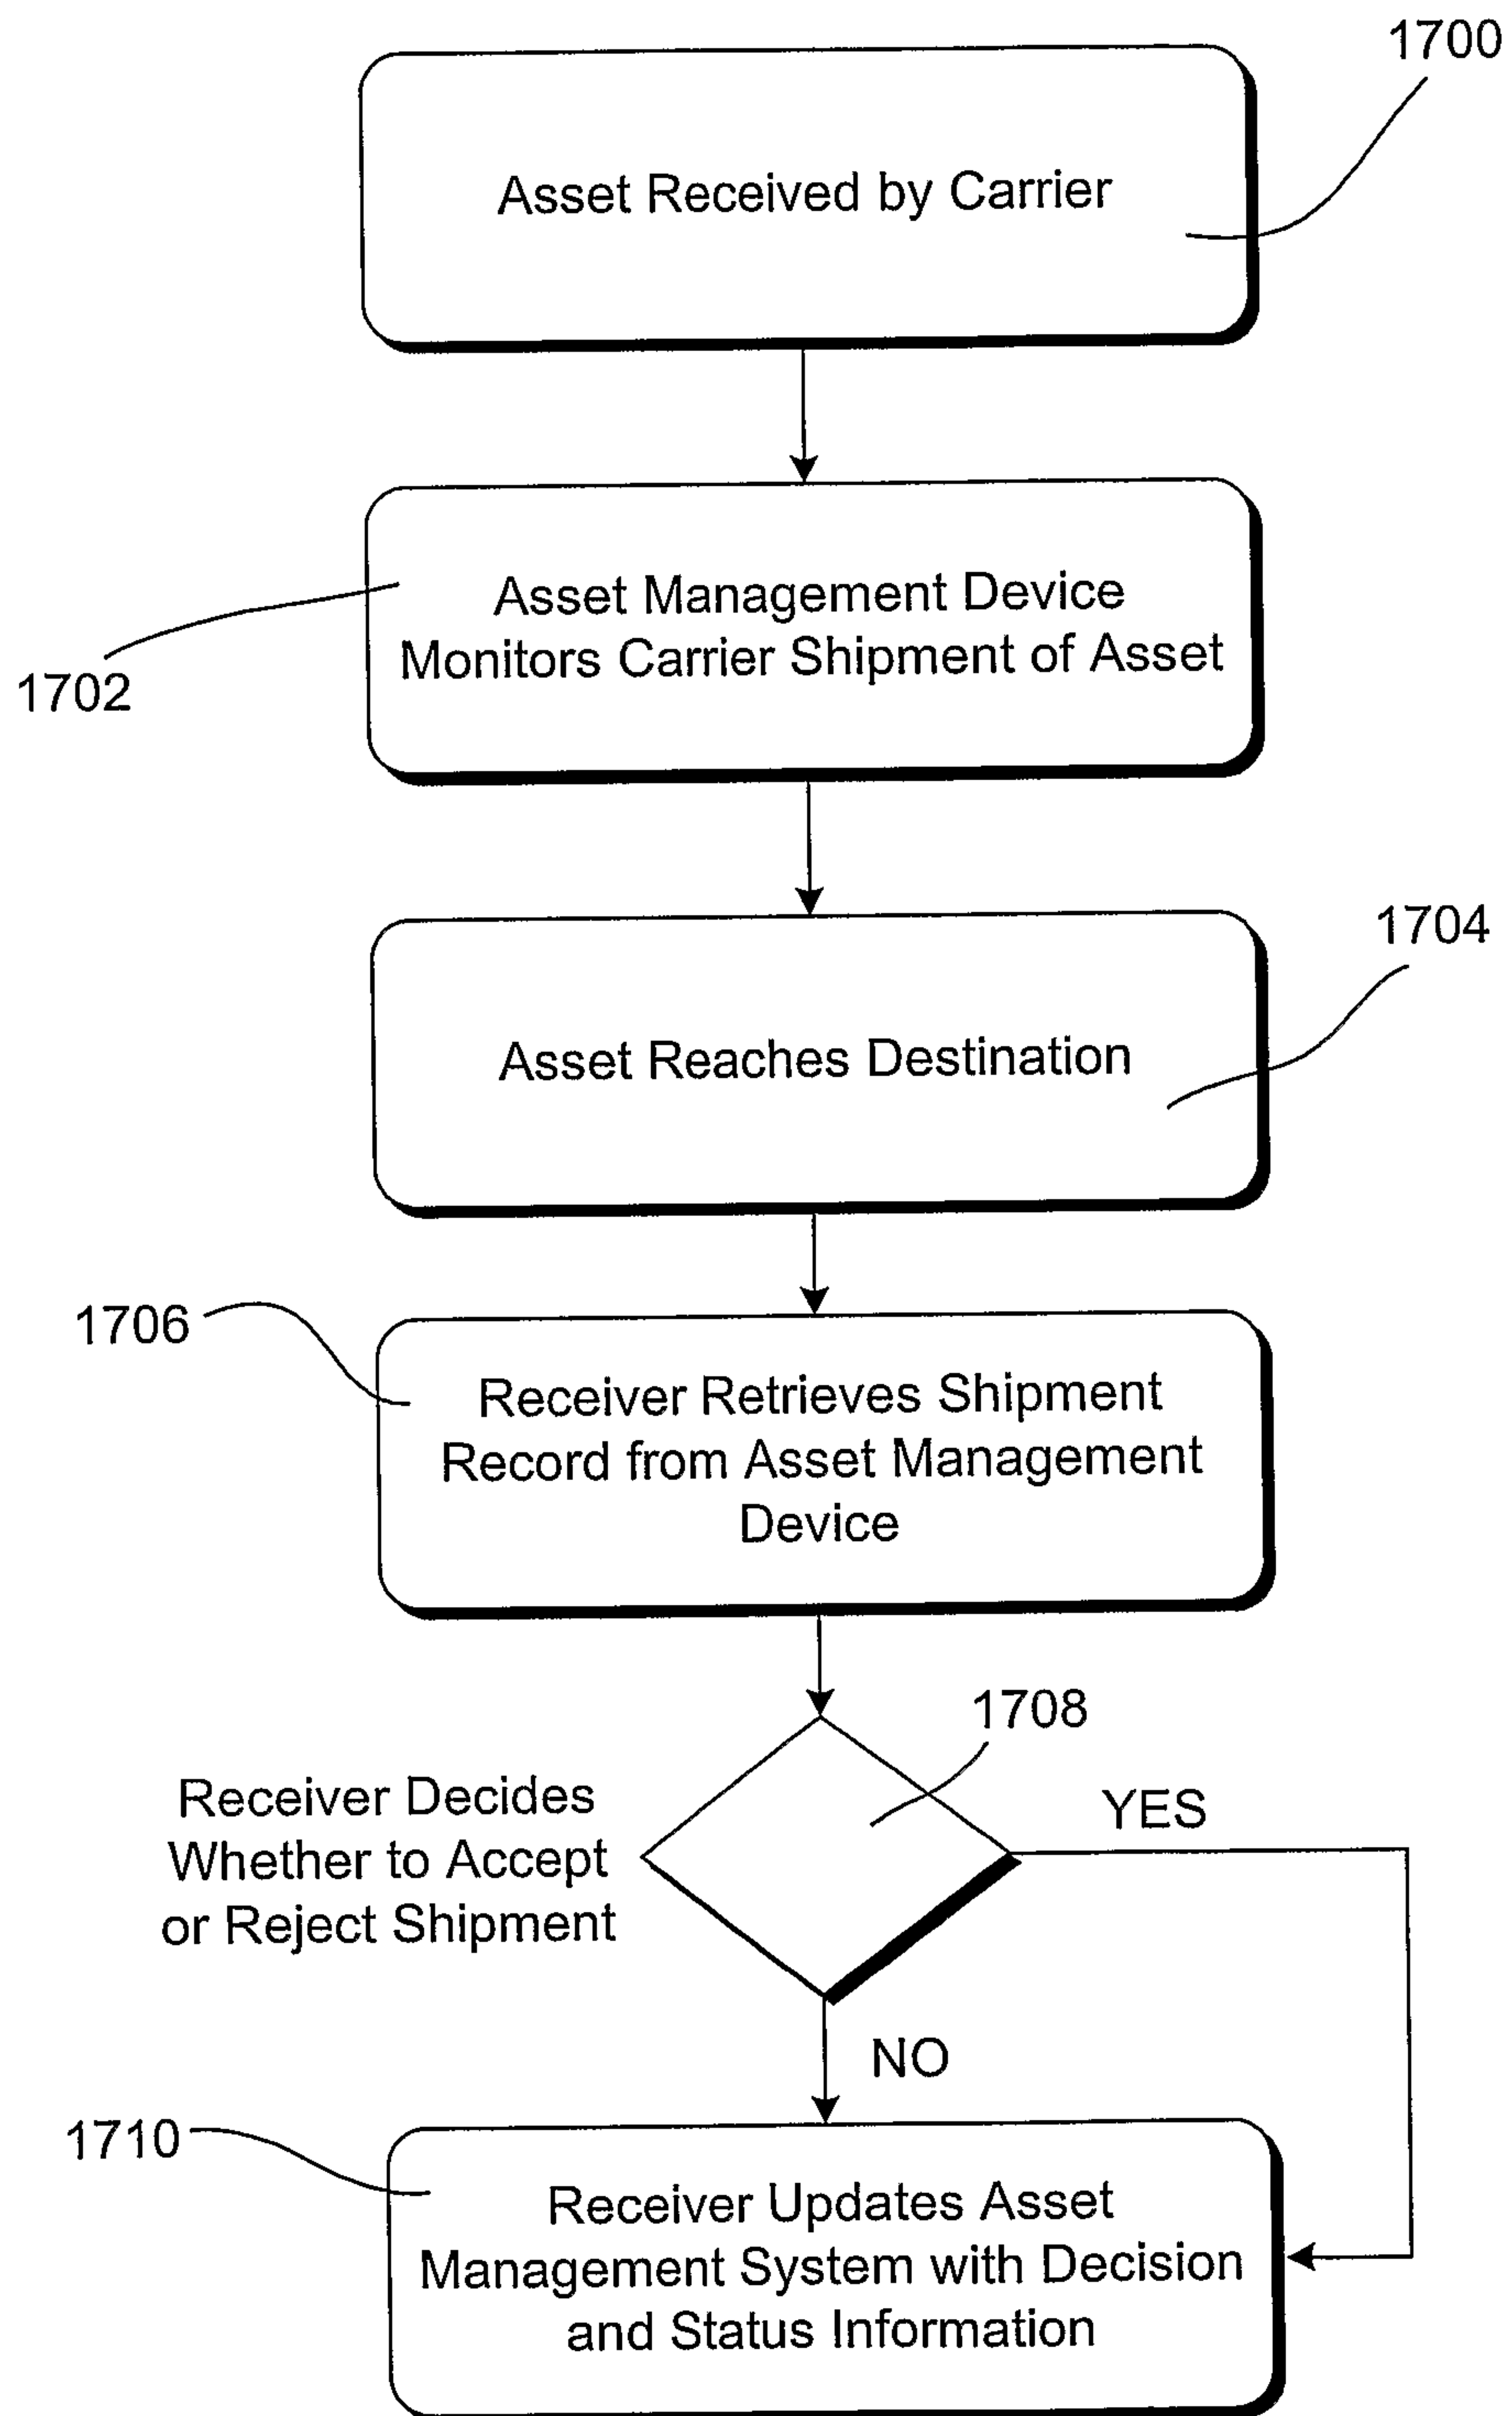 1700
Asset Received by Carrier
Asset Management Device
Monitors Carrier Shipment of Asset
1702
1704
Asset Reaches Destination
1706
Receiver Retrieves Shipment
Record from Asset Management
Device
1708
Receiver Decides
Whether to Accept
or Reject Shipment
YES
NO
1710
Receiver Updates Asset
Management System with Decision
and Status Information